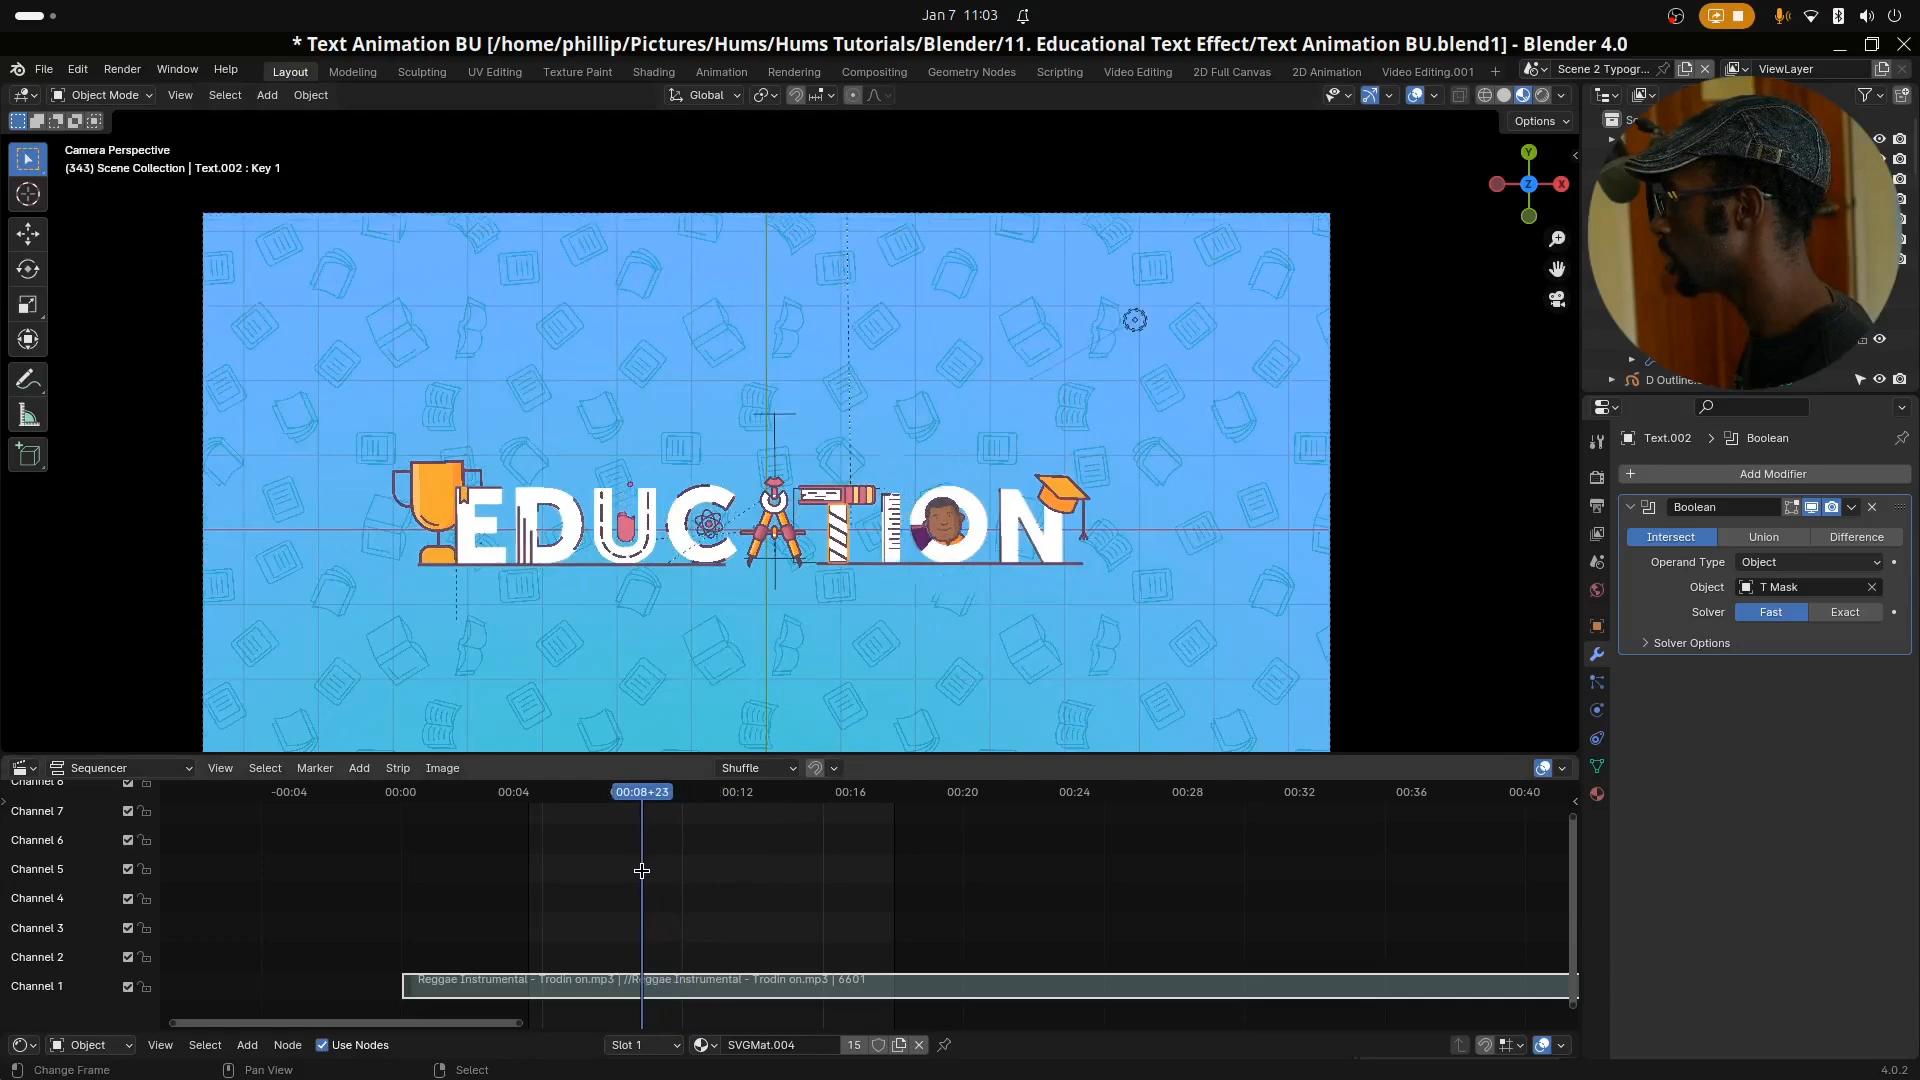 Jan 7 11:03
* Text Animation BU [/home/phillip/Pictures/Hums/Hums Tutorials/Blender/11. Educational Text Effect/Text Animation BU.blend1] - Blender 4.0
File Edit Render Window Help Layout Modeling Sculpting UV Editing Texture Paint Shading Animation Rendering Compositing Geometry Nodes Scripting Video Editing 2D Full Canvas 2D Animation Video Editing.001 + Scene 2 Typogr... ViewLayer
Object Mode View Select Add Object Global
Options
Camera Perspective
(343) Scene Collection | Text.002 : Key 1
Y
Z X
D Outline
Text.002 > Boolean
+ Add Modifier
Boolean
Intersect Union Difference
Operand Type Object
Object T Mask
Solver Fast Exact
Solver Options
EDUCATION
Sequencer View Select Marker Add Strip Image Shuffle
-00:04 00:00 00:04 00:08+23 00:12 00:16 00:20 00:24 00:28 00:32 00:36 00:40
Channel 8
Channel 7
Channel 6
Channel 5
Channel 4
Channel 3
Channel 2
Channel 1
Reggae Instrumental - Trodin on.mp3 | //Reggae Instrumental - Trodin on.mp3 | 6601
Object View Select Add Node Use Nodes Slot 1 SVGMat.004 15
Change Frame Pan View Select 4.0.2